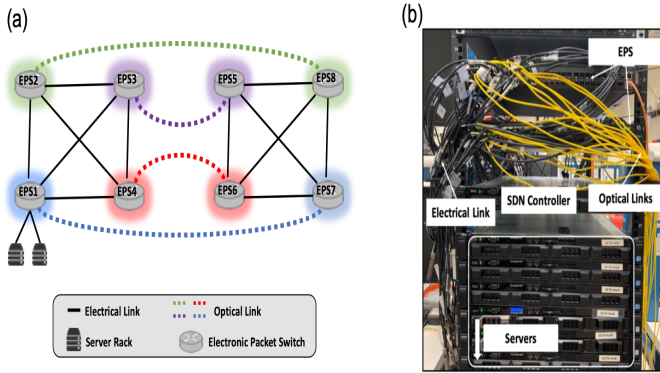 (a)
EPS2
EPS3
EPS5
EPS8
EPS1
EPS4
EPS6
EPS7
Electrical Link
Optical Link
Server Rack
Electronic Packet Switch
(b)
EPS
Electrical Link
SDN Controller
Optical Links
Servers